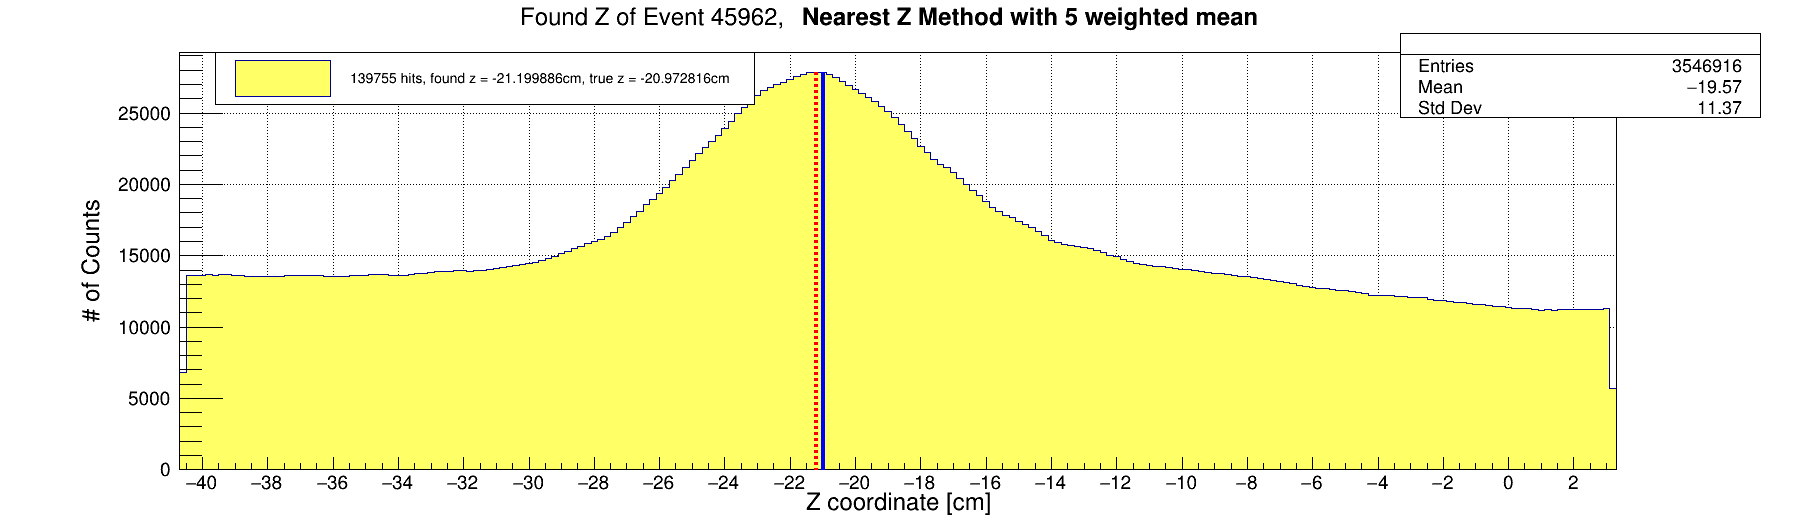 Found Z of Event 45962, Nearest Z Method with 5 weighted mean
139755 hits, found z = -21.199886cm, true z = -20.972816cm
Entries 3546916
Mean −19.57
Std Dev 11.37
# of Counts
25000
20000
15000
10000
5000
0
−40 −38 −36 −34 −32 −30 −28 −26 −24 −22 −20 −18 −16 −14 −12 −10 −8 −6 −4 −2 0 2
Z coordinate [cm]